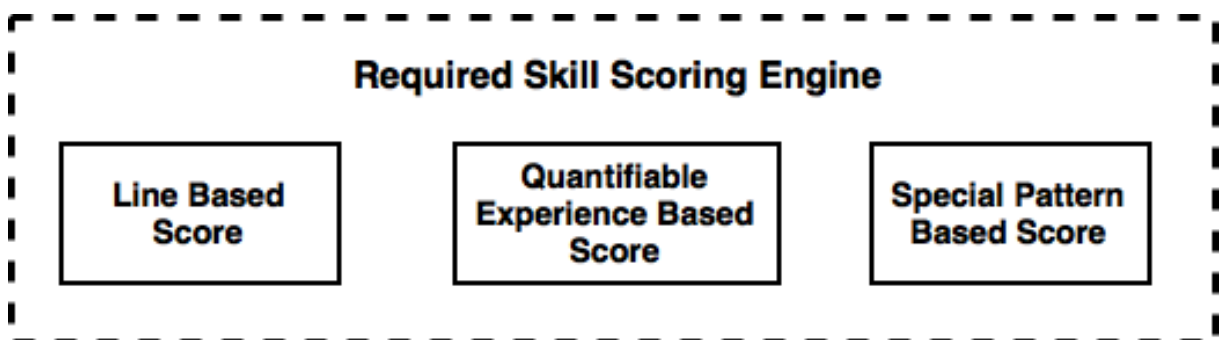 Required Skill Scoring Engine
Line Based
Score
Quantifiable
Experience Based
Score
Special Pattern
Based Score